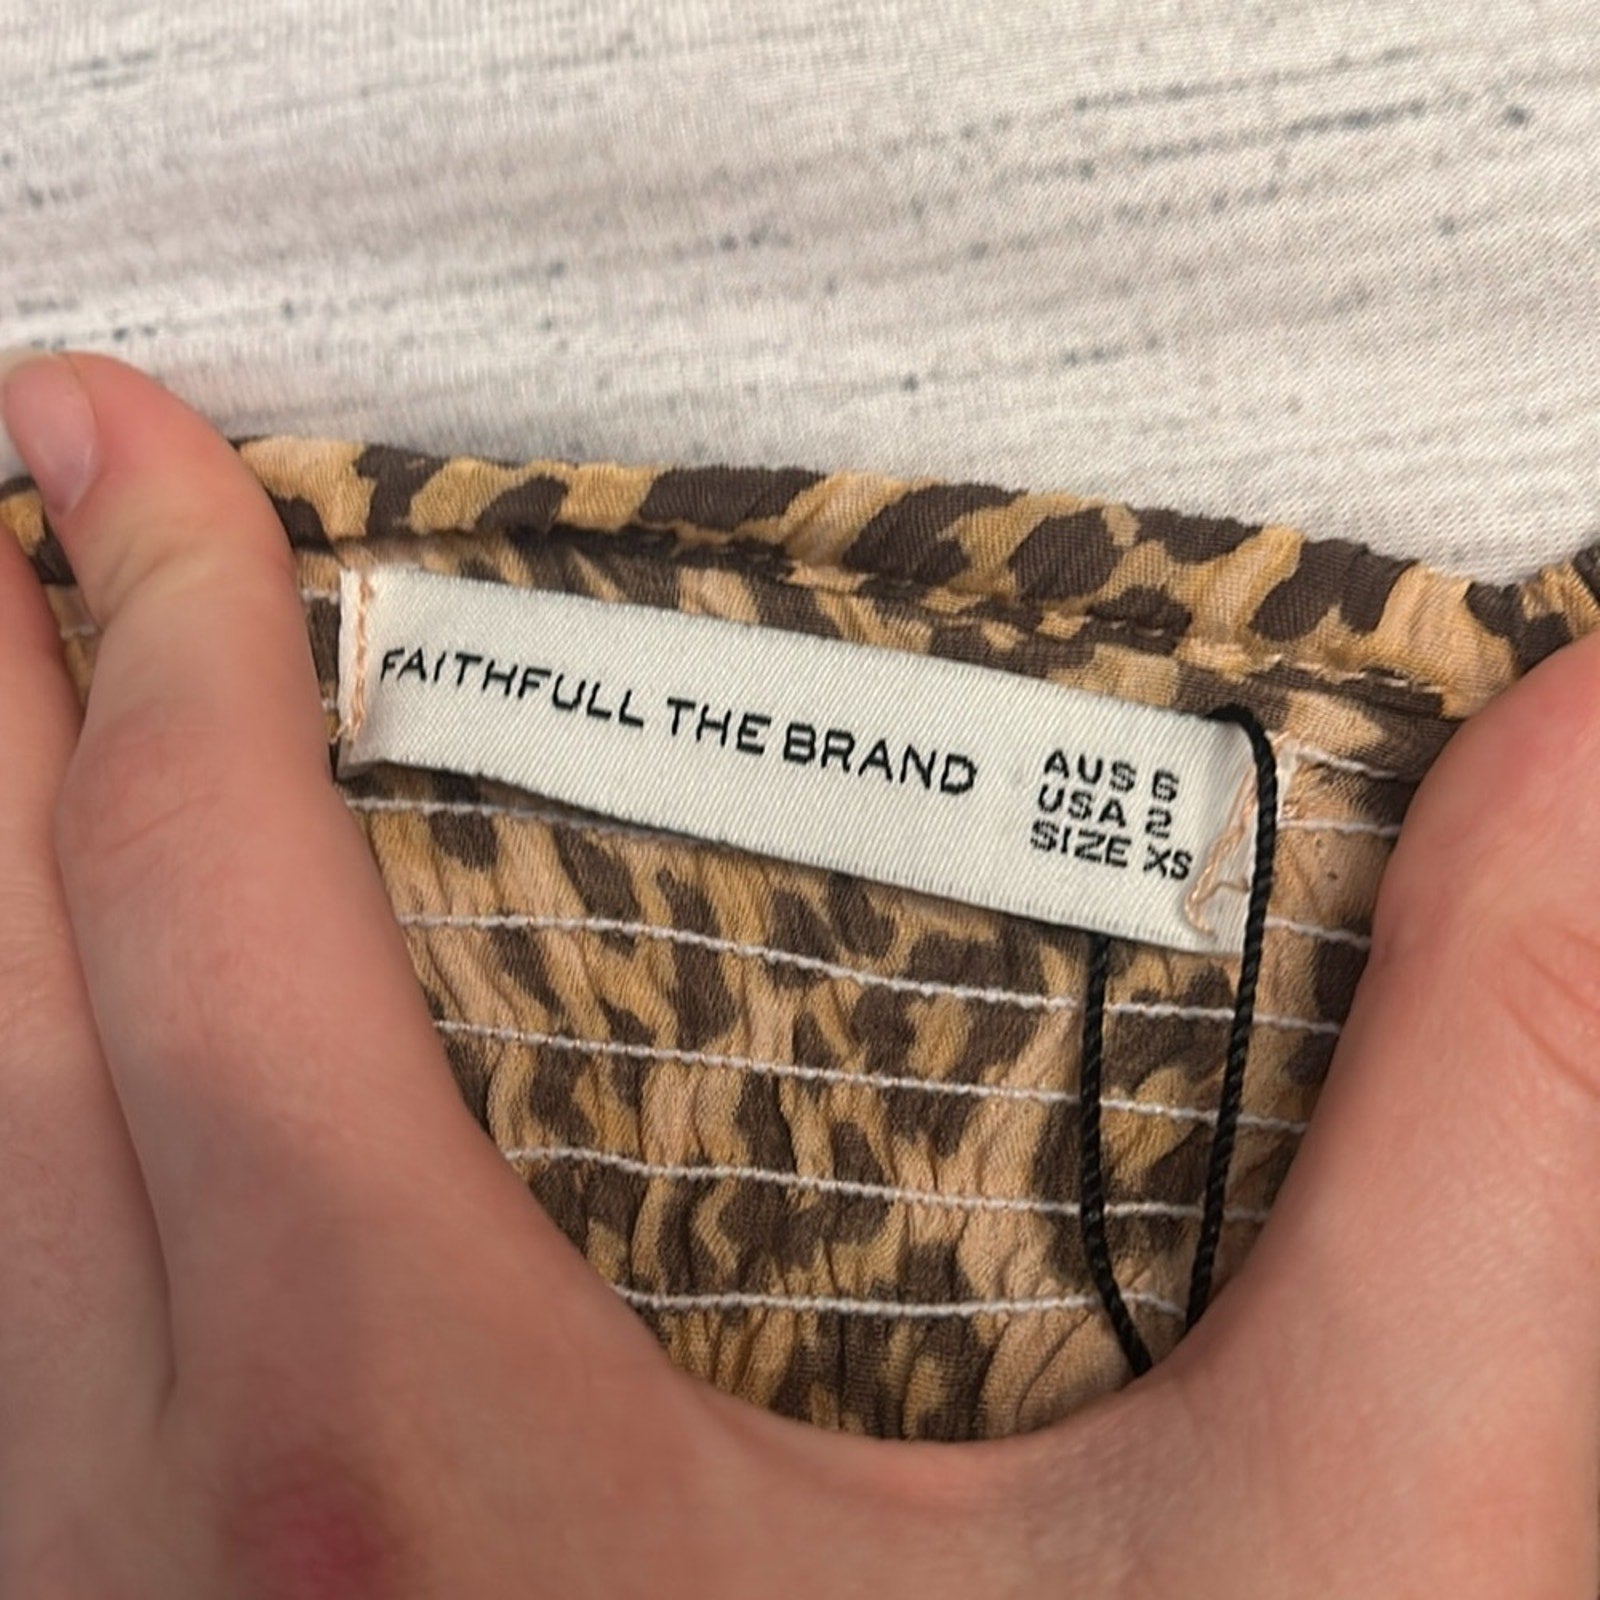 FAITHFULL THE BRAND
AUS 6
USA 2
SIZE XS